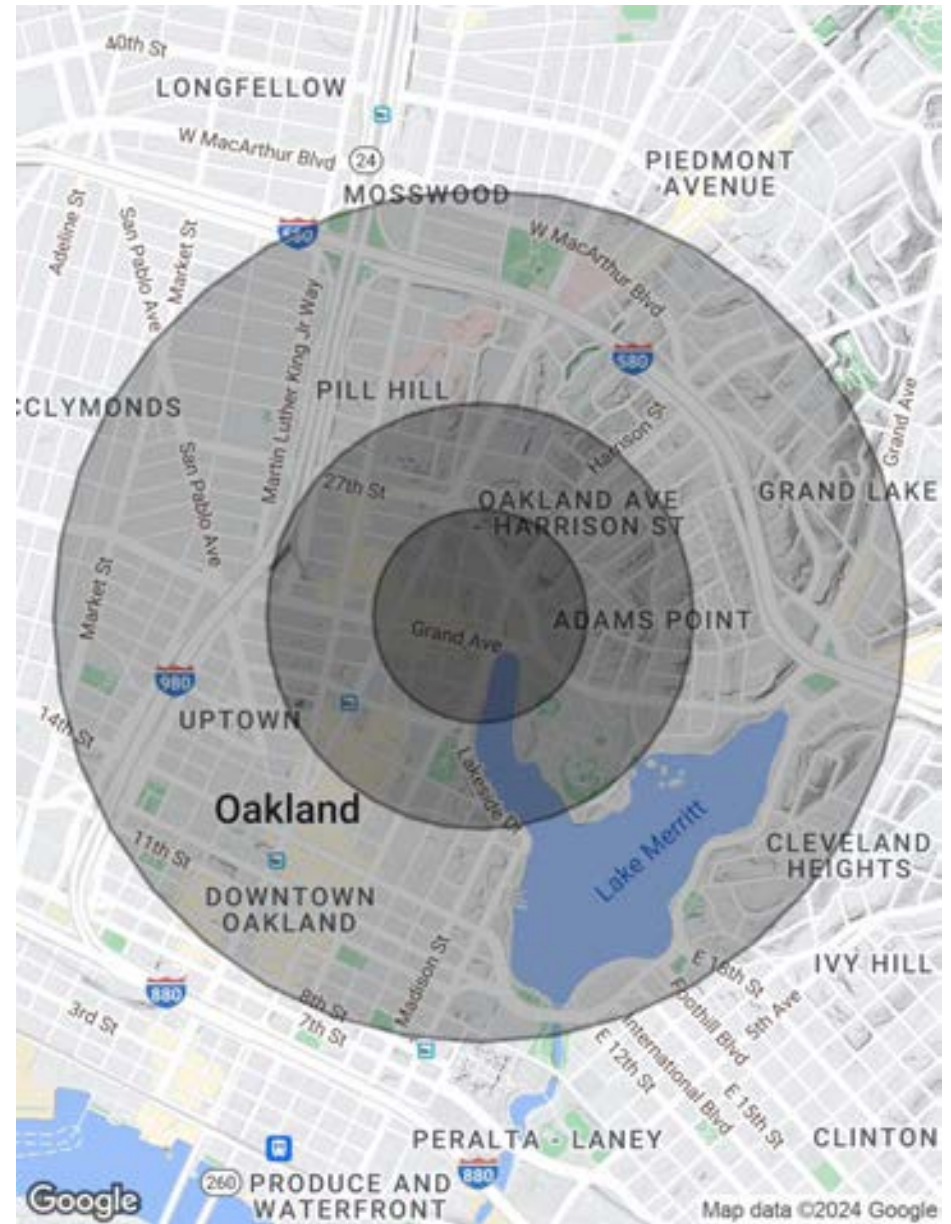 40th St
LONGFELLOW
W MacArthur Blvd
24
PIEDMONT
AVENUE
MOSSWOOD
Adeline St
San Pablo Ave
Market St
W MacArthur Blvd
Martin Luther King Jr Way
580
PILL HILL
CCLYMONDS
Harrison St
Grand Ave
San Pablo Ave
27th St
OAKLAND AVE
- HARRISON ST
GRAND LAKE
Market St
Grand Ave
ADAMS POINT
980
14th St
UPTOWN
Lakeside Dr
Oakland
11th St
Lake Merritt
CLEVELAND
HEIGHTS
DOWNTOWN
OAKLAND
Madison St
E 18th St
IVY HILL
880
3rd St
8th St
7th St
Foothill Blvd
5th Ave
International Blvd
E 12th St
E 15th St
PERALTA - LANEY
CLINTON
880
260
PRODUCE AND
WATERFRONT
Google
Map data ©2024 Google